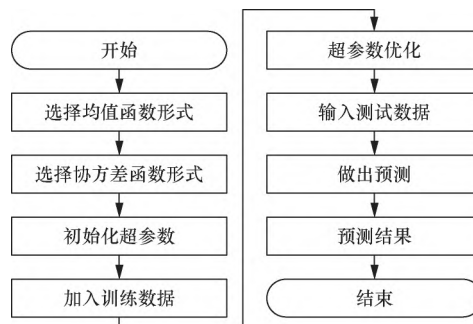 开始
选择均值函数形式
选择协方差函数形式
初始化超参数
加入训练数据
超参数优化
输入测试数据
做出预测
预测结果
结束